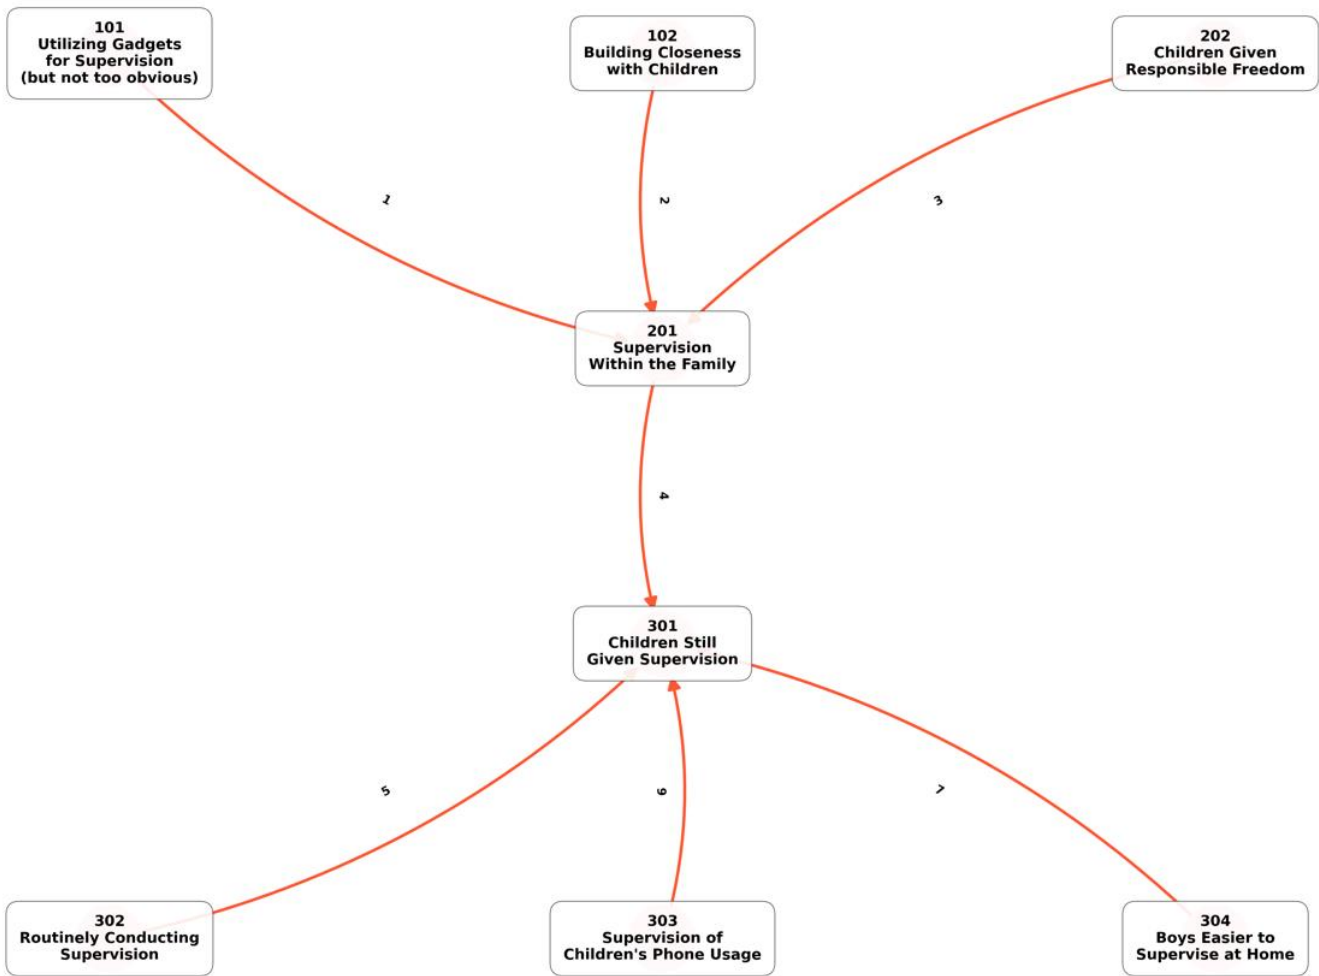 101
Utilizing Gadgets
for Supervision
(but not too obvious)
102
Building Closeness
with Children
202
Children Given
Responsible Freedom
1
2
3
201
Supervision
Within the Family
4
301
Children Still
Given Supervision
5
6
7
302
Routinely Conducting
Supervision
303
Supervision of
Children's Phone Usage
304
Boys Easier to
Supervise at Home